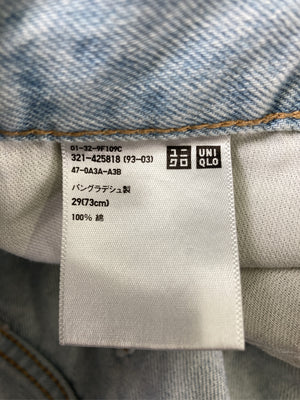 01-32-9F109C
321-425818 (93-03)
47-0A3A-A3B
バングラデシュ製
29(73cm)
100% 綿
ユニ
クロ
UNI
QLO